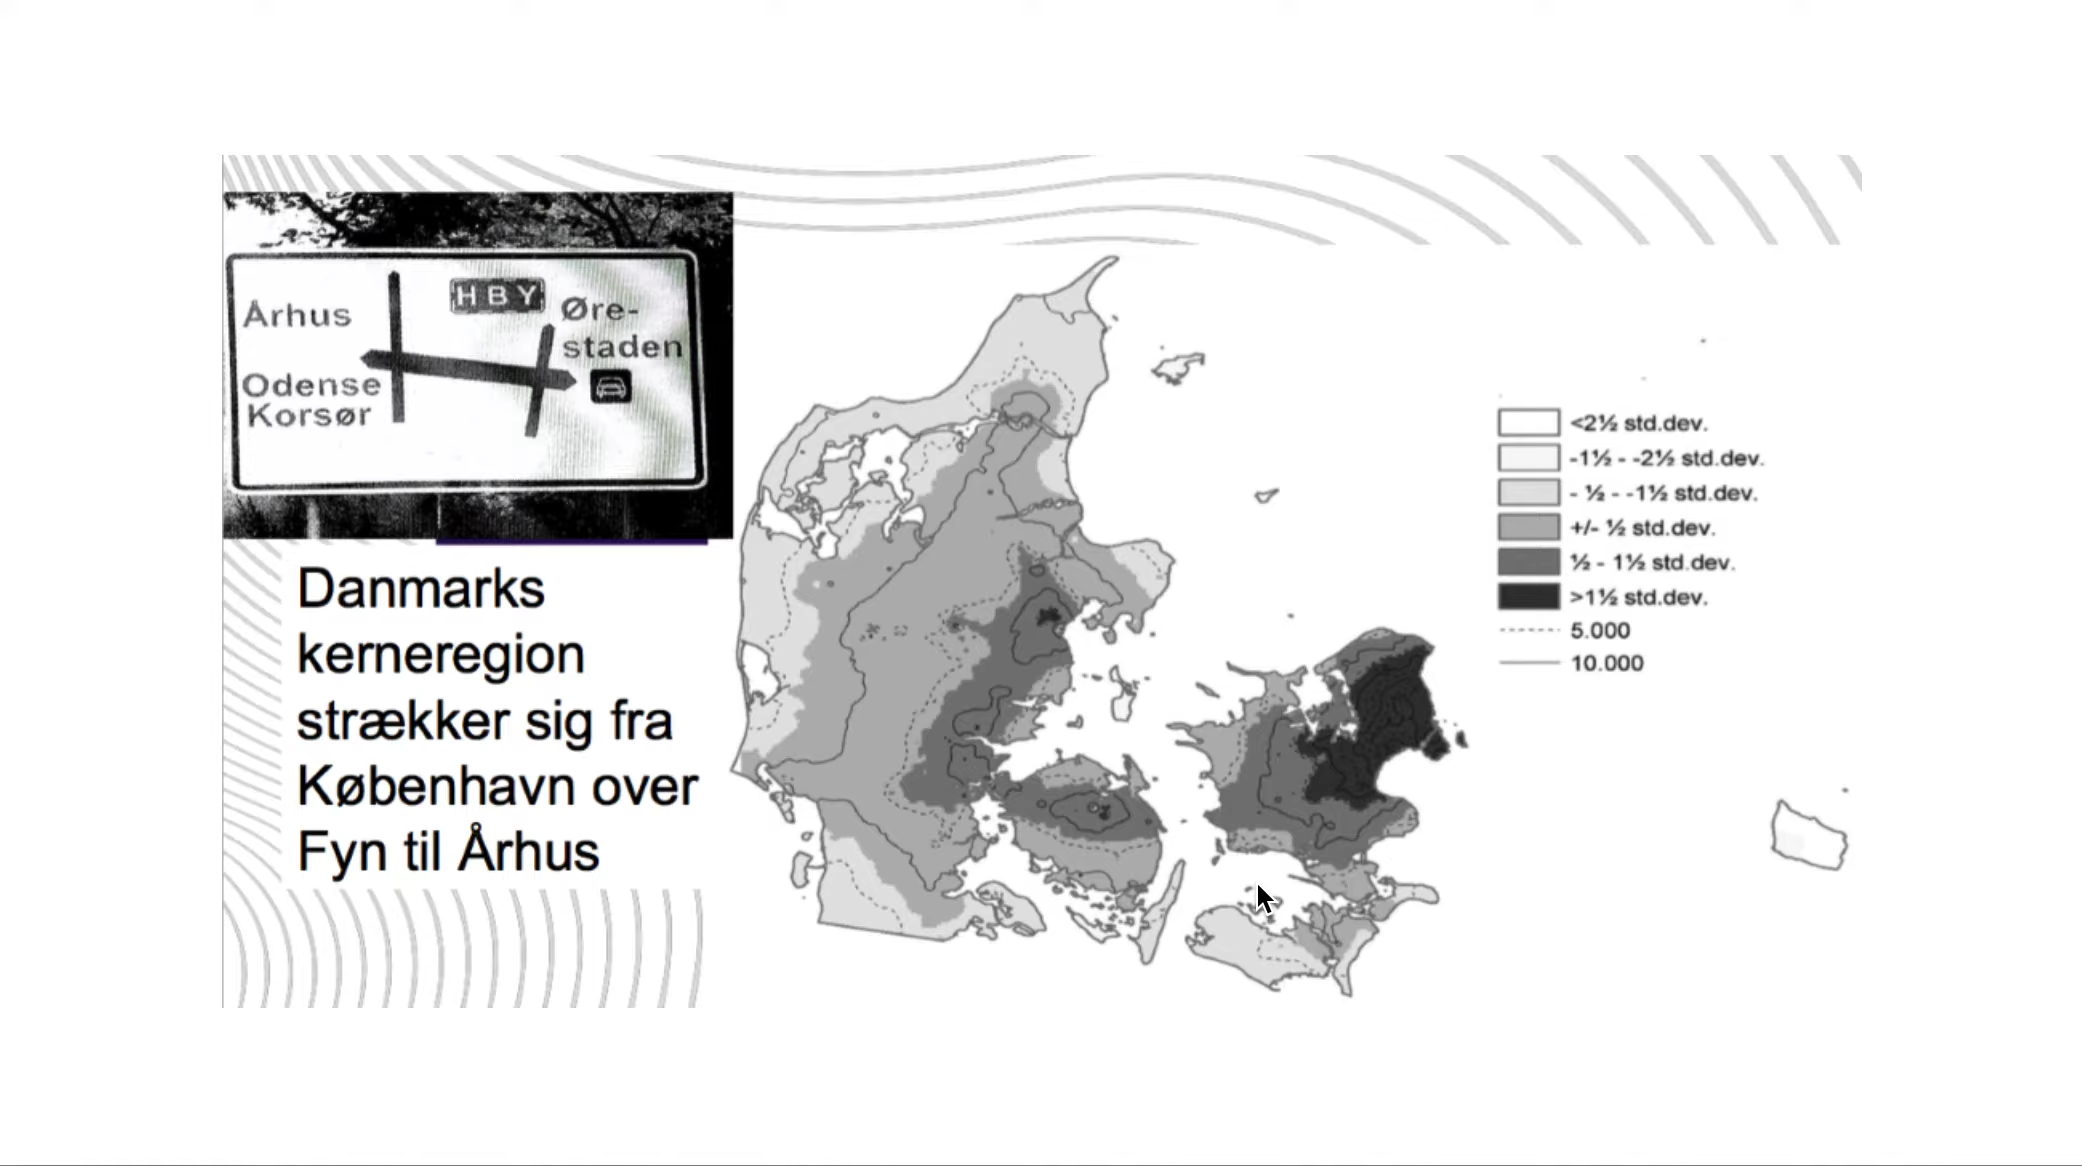 Århus
HBY
Øre-
staden
Odense
Korsør
Danmarks
kerneregion
strækker sig fra
København over
Fyn til Århus
<2½ std.dev.
-1½ - -2½ std.dev.
- ½ - -1½ std.dev.
+/- ½ std.dev.
½ - 1½ std.dev.
>1½ std.dev.
5.000
10.000